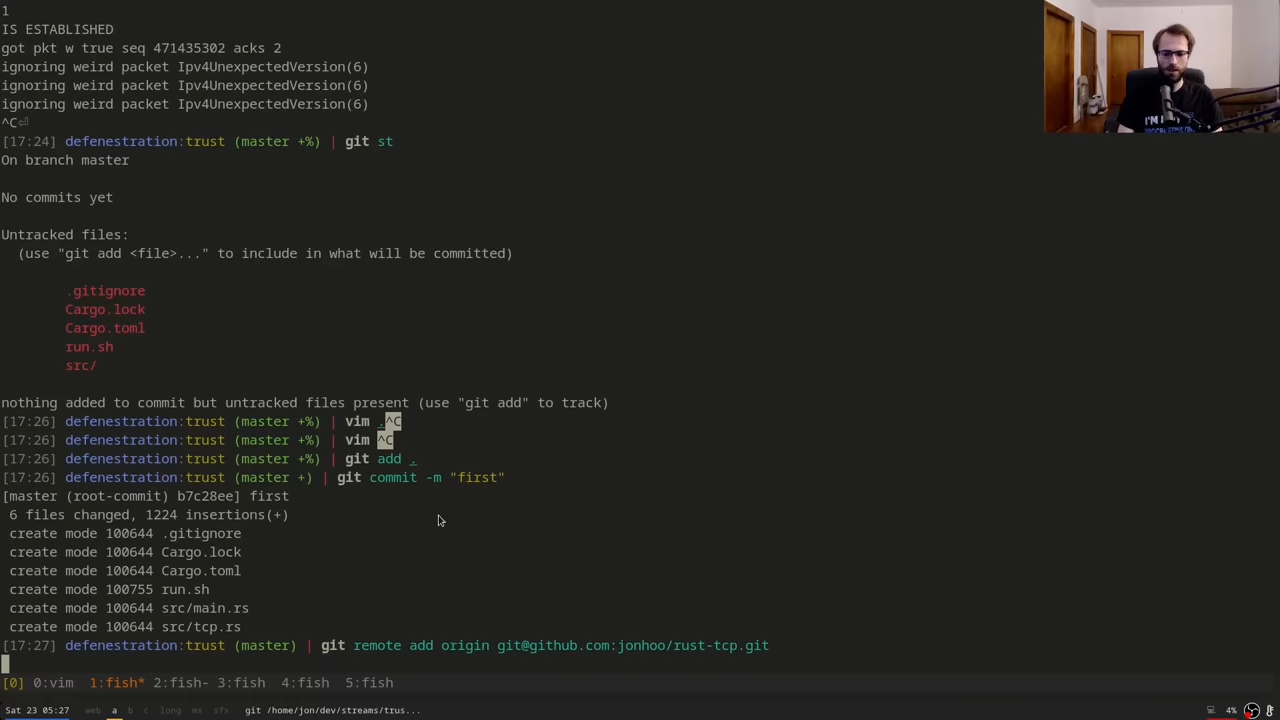 1
IS ESTABLISHED
got pkt w true seq 471435302 acks 2
ignoring weird packet Ipv4UnexpectedVersion(6)
ignoring weird packet Ipv4UnexpectedVersion(6)
ignoring weird packet Ipv4UnexpectedVersion(6)
^C⏎
[17:24] defenestration:trust (master +%) | git st
On branch master
No commits yet
Untracked files:
(use "git add <file>..." to include in what will be committed)
.gitignore
Cargo.lock
Cargo.toml
run.sh
src/
nothing added to commit but untracked files present (use "git add" to track)
[17:26] defenestration:trust (master +%) | vim .^C
[17:26] defenestration:trust (master +%) | vim ^C
[17:26] defenestration:trust (master +%) | git add .
[17:26] defenestration:trust (master +) | git commit -m "first"
[master (root-commit) b7c28ee] first
6 files changed, 1224 insertions(+)
create mode 100644 .gitignore
create mode 100644 Cargo.lock
create mode 100644 Cargo.toml
create mode 100755 run.sh
create mode 100644 src/main.rs
create mode 100644 src/tcp.rs
[17:27] defenestration:trust (master) | git remote add origin git@github.com:jonhoo/rust-tcp.git
[0] 0:vim 1:fish* 2:fish- 3:fish 4:fish 5:fish
Sat 23 05:27 web a b c long mx sfx git /home/jon/dev/streams/trus... 4%